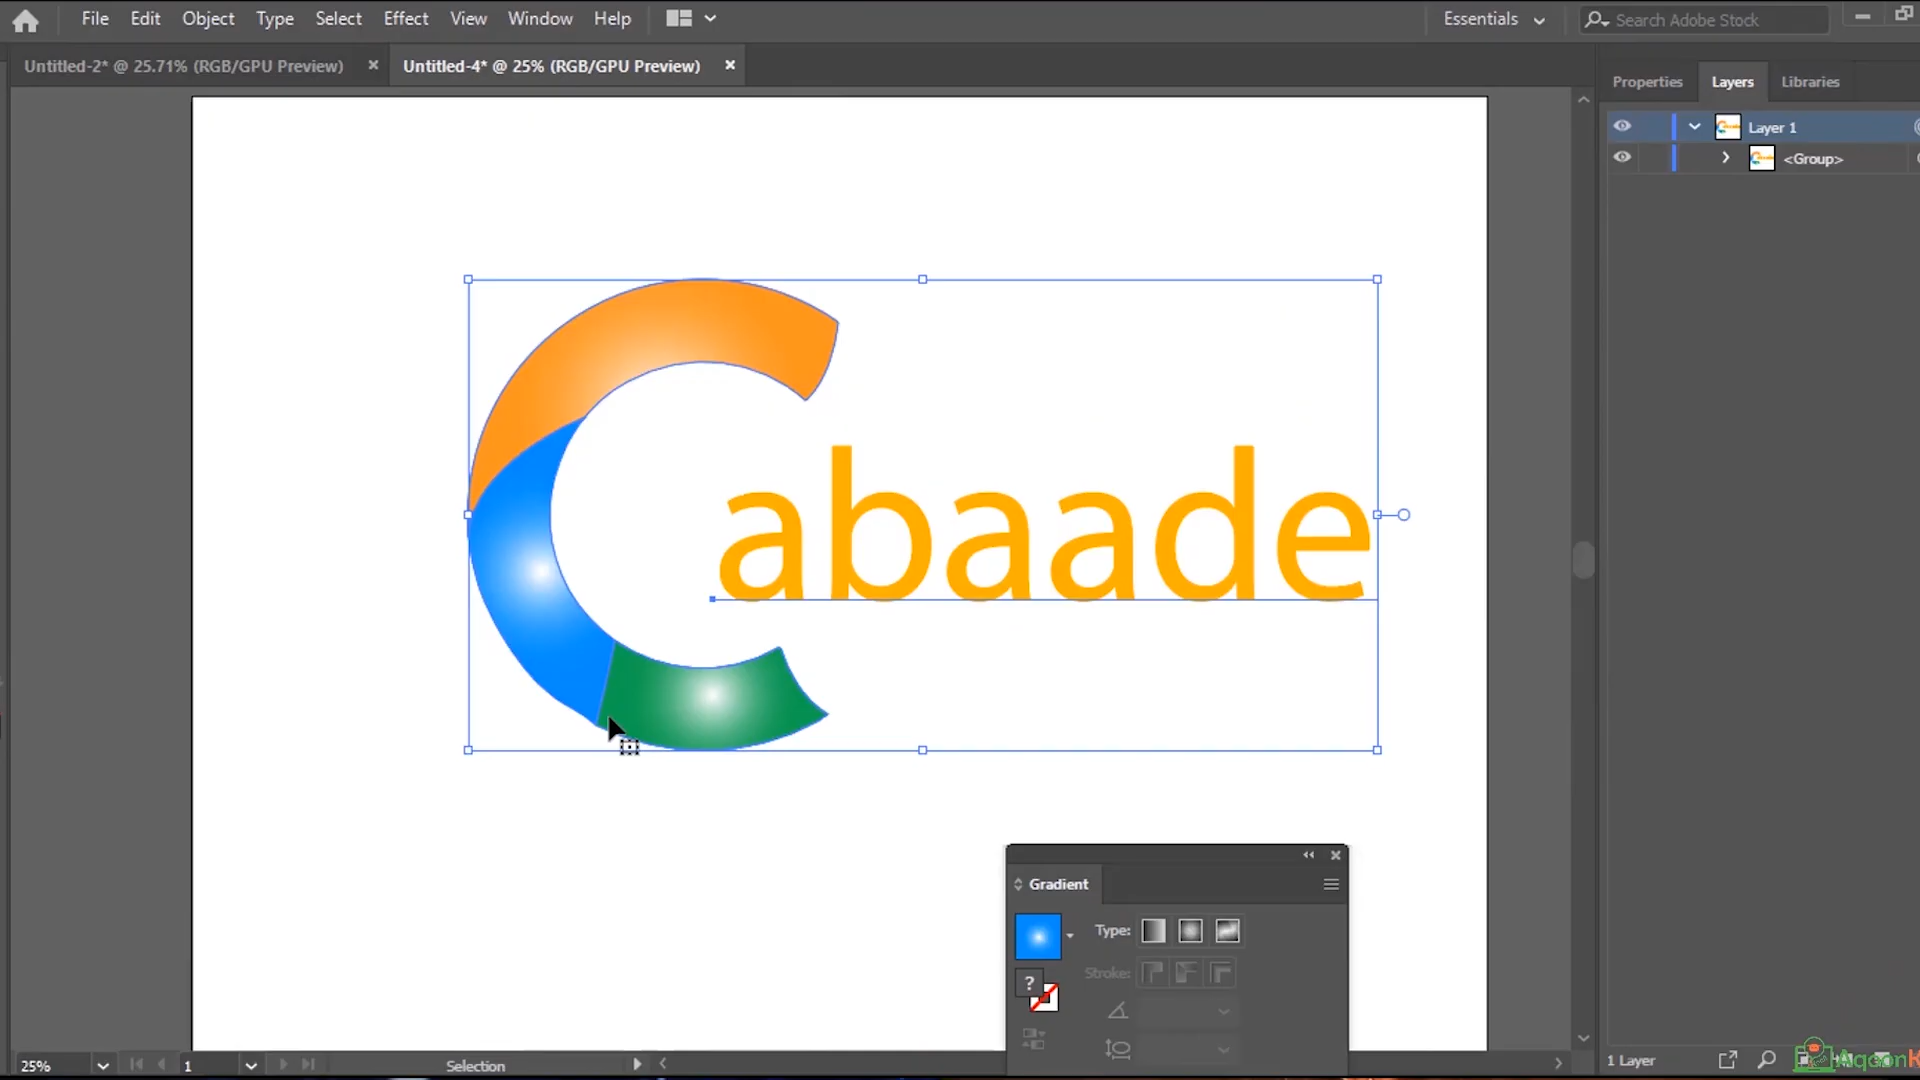 File Edit Object Type Select Effect View Window Help
Essentials
Search Adobe Stock
Untitled-2* @ 25.71% (RGB/GPU Preview)
Untitled-4* @ 25% (RGB/GPU Preview)
Properties Layers Libraries
Layer 1
<Group>
abaade
Gradient
Type:
?
Stroke:
25%
1
Selection
1 Layer
AqoonK